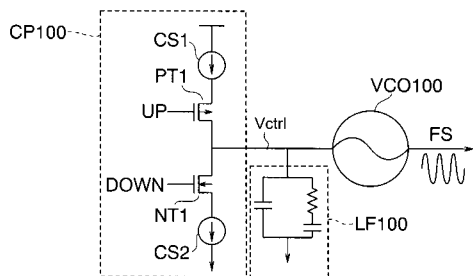 CP100
CS1
PT1
UP
VCO100
Vctrl
FS
DOWN
NT1
LF100
CS2